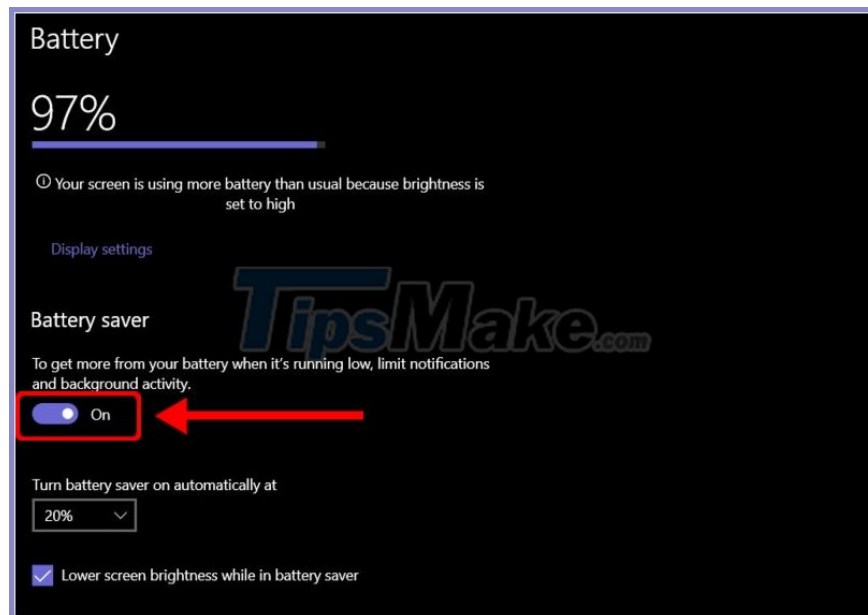 Battery
97%
Your screen is using more battery than usual because brightness is
set to high
Display settings
TipsMake.com
Battery saver
To get more from your battery when it's running low, limit notifications
and background activity.
On
Turn battery saver on automatically at
20%
Lower screen brightness while in battery saver